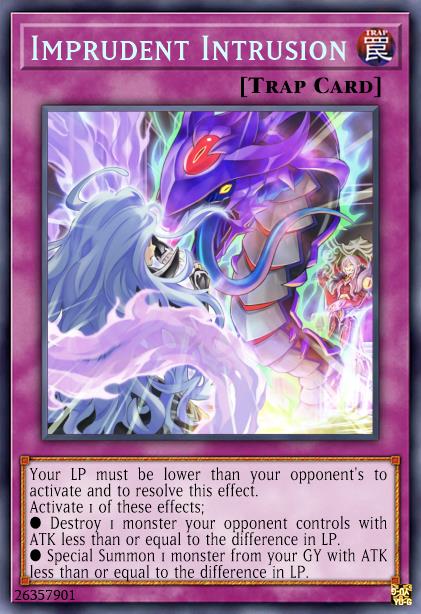 IMPRUDENT INTRUSION
TRAP
罠
[TRAP CARD]
Your LP must be lower than your opponent's to
activate and to resolve this effect.
Activate 1 of these effects;
● Destroy 1 monster your opponent controls with
ATK less than or equal to the difference in LP.
● Special Summon 1 monster from your GY with ATK
less than or equal to the difference in LP.
26357901